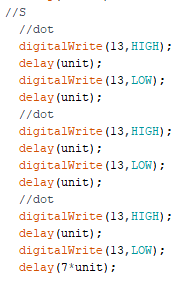 //S
//dot
digitalWrite(13,HIGH);
delay(unit);
digitalWrite(13,LOW);
delay(unit);
//dot
digitalWrite(13,HIGH);
delay(unit);
digitalWrite(13,LOW);
delay(unit);
//dot
digitalWrite(13,HIGH);
delay(unit);
digitalWrite(13,LOW);
delay(7*unit);